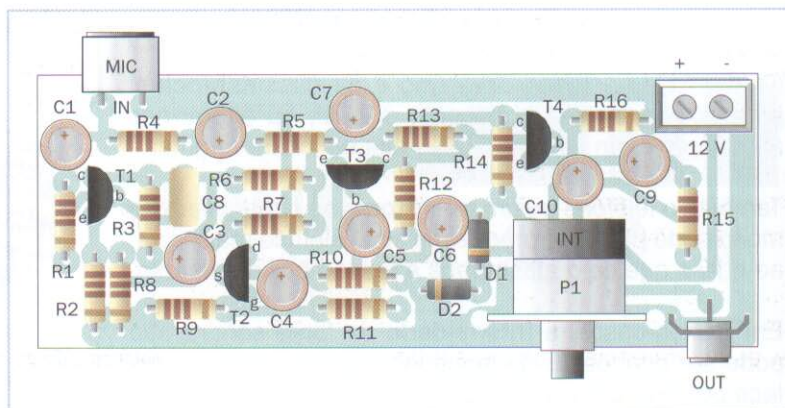 MIC
+ -
C1
IN
R4
C2
C7
R5
R13
T4
R16
12 V
c
b
e
T1
R3
C8
R6
R7
e
T3
c
b
R12
R14
c
b
e
C10
C9
R15
R1
R2
R8
C3
d
s
g
T2
R9
C4
R10
C5
R11
C6
D1
D2
INT
P1
OUT